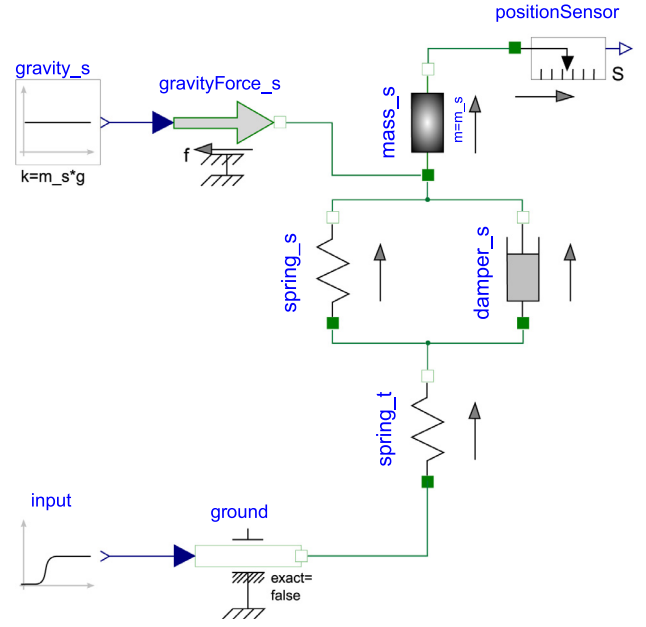 positionSensor
gravity_s
gravityForce_s
s
mass_s
m=m_s
f
k=m_s*g
spring_s
damper_s
spring_t
input
ground
exact=
false